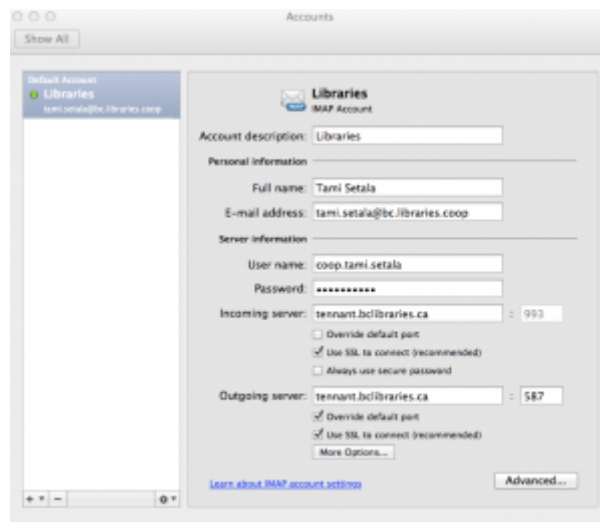 Accounts
Show All
Default Account
Libraries
tami.setala@bc.libraries.coop
Libraries
IMAP Account
Account description: Libraries
Personal information
Full name: Tami Setala
E-mail address: tami.setala@bc.libraries.coop
Server information
User name: coop.tami.setala
Password: ••••••••••
Incoming server: tennant.bclibraries.ca : 993
Override default port
Use SSL to connect (recommended)
Always use secure password
Outgoing server: tennant.bclibraries.ca : 587
Override default port
Use SSL to connect (recommended)
More Options...
Learn about IMAP account settings
Advanced...